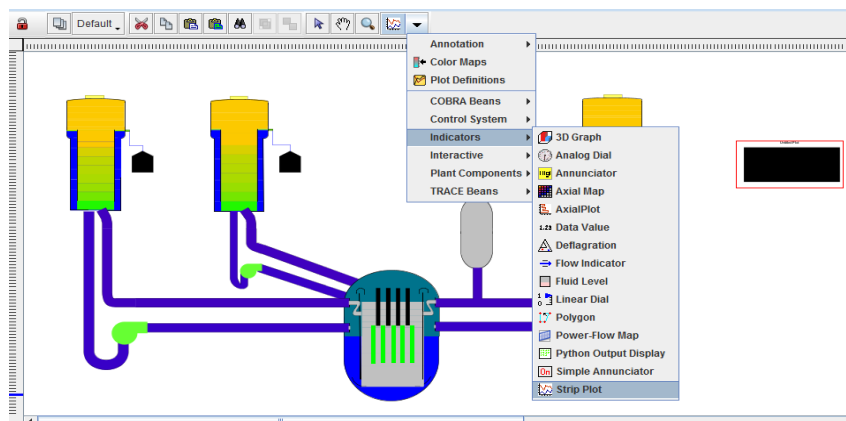 Default
Annotation
Color Maps
Plot Definitions
COBRA Beans
Control System
Indicators
Interactive
Plant Components
TRACE Beans
3D Graph
Analog Dial
Annunciator
Axial Map
AxialPlot
1.23 Data Value
Deflagration
Flow Indicator
Fluid Level
Linear Dial
Polygon
Power-Flow Map
Python Output Display
On Simple Annunciator
Strip Plot